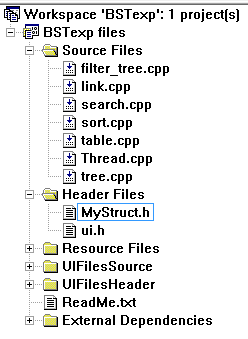 Workspace 'BSTexp': 1 project(s)
BSTexp files
Source Files
filter_tree.cpp
link.cpp
search.cpp
sort.cpp
table.cpp
Thread.cpp
tree.cpp
Header Files
MyStruct.h
ui.h
Resource Files
UIFilesSource
UIFilesHeader
ReadMe.txt
External Dependencies